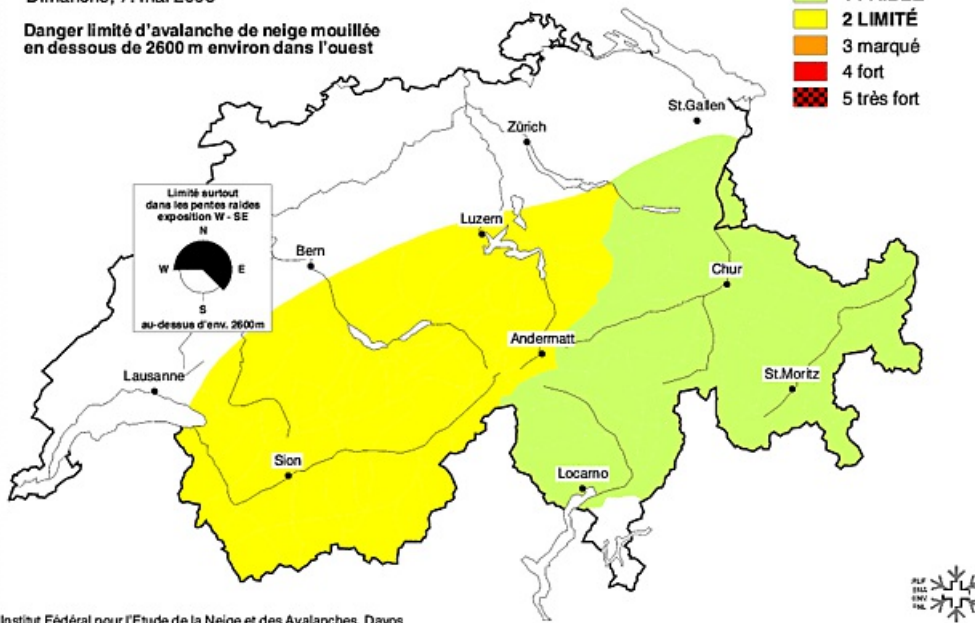 Danger limité d'avalanche de neige mouillée
en dessous de 2600 m environ dans l'ouest
2 LIMITÉ
3 marqué
4 fort
5 très fort
St.Gallen
Zürich
Limité surtout
dans les pentes raides
exposition W - SE
N
W
E
S
au-dessus d'env. 2600m
Luzern
Bern
Chur
Andermatt
Lausanne
St.Moritz
Sion
Locarno
Institut Fédéral pour l'Etude de la Neige et des Avalanches, Davos